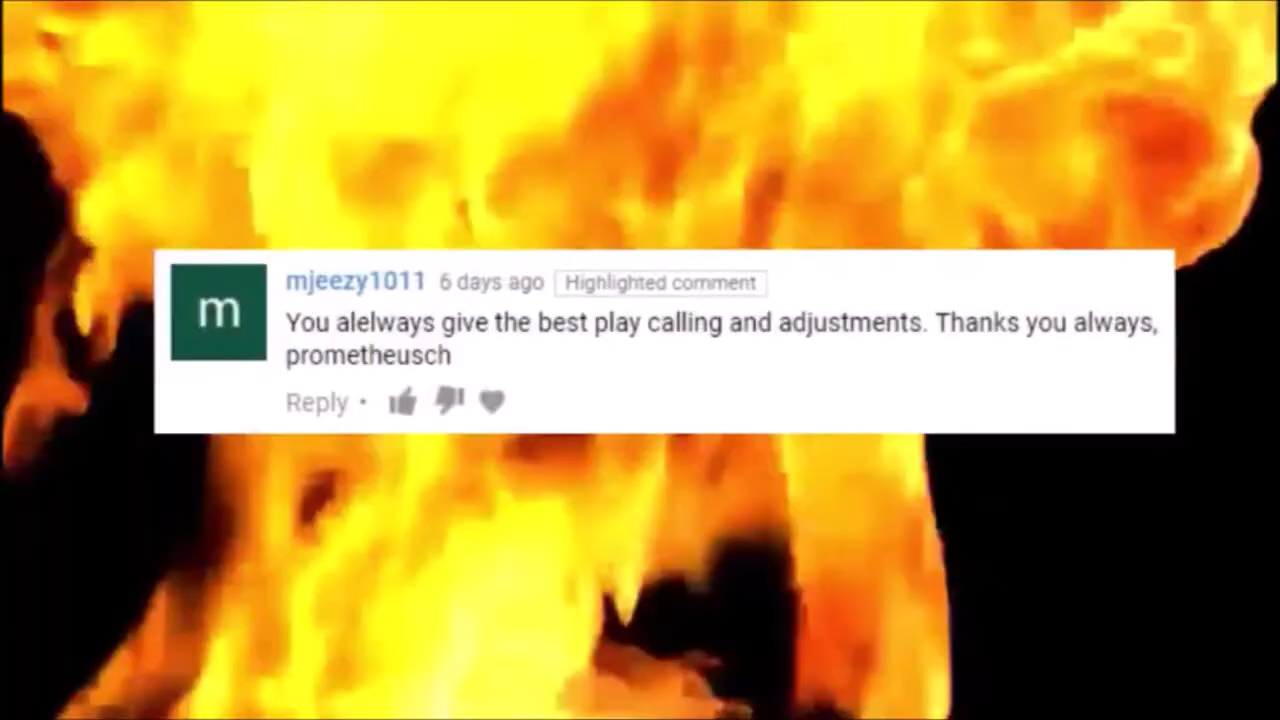 m
mjeezy1011 6 days ago Highlighted comment
You alelways give the best play calling and adjustments. Thanks you always,
prometheusch
Reply •